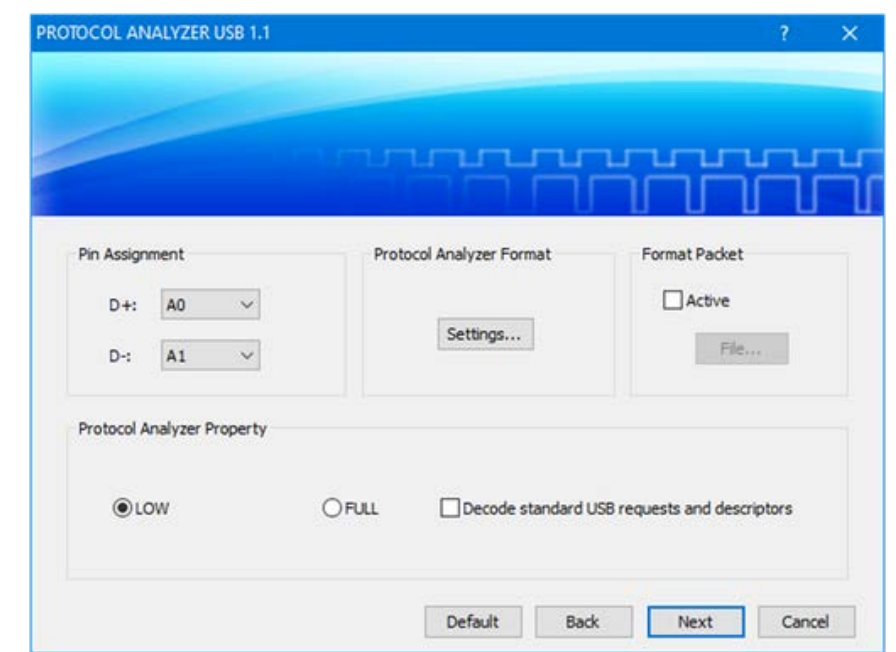 PROTOCOL ANALYZER USB 1.1
Pin Assignment
D+: A0
D-: A1
Protocol Analyzer Format
Settings...
Format Packet
Active
File...
Protocol Analyzer Property
LOW FULL Decode standard USB requests and descriptors
Default Back Next Cancel